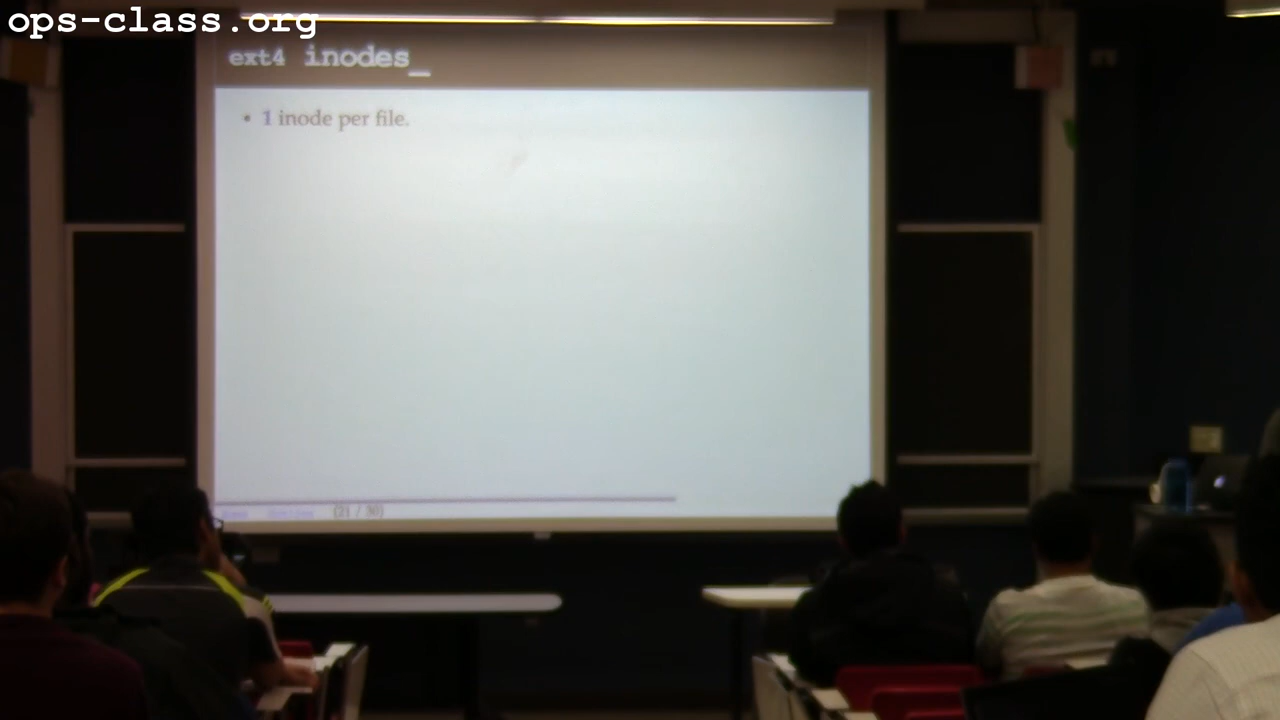 ops-class.org
ext4 inodes_
• 1 inode per file.
(21 / 30)